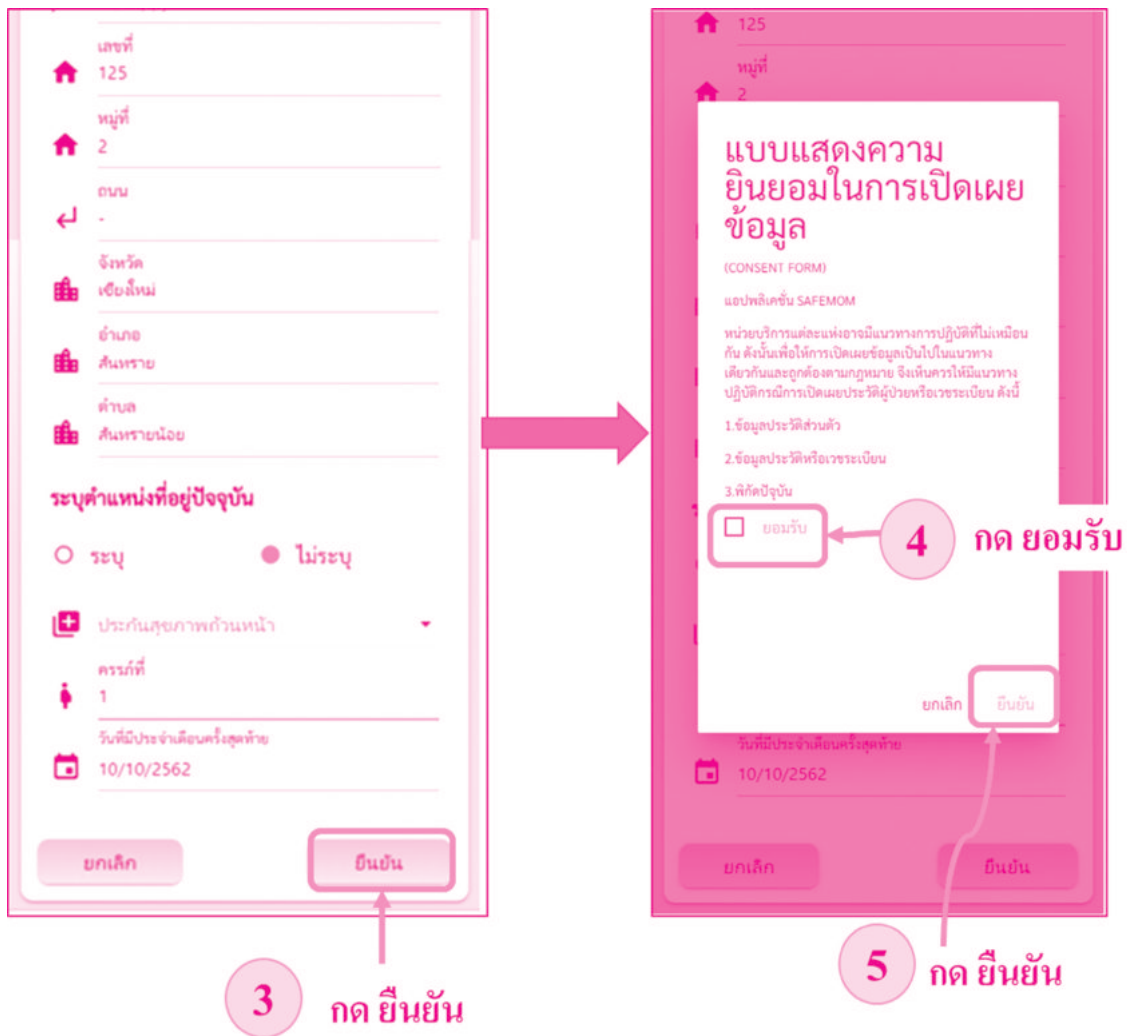 เลขที่
125
หมู่ที่
2
ถนน
-
จังหวัด
เชียงใหม่
อำเภอ
สันทราย
ตำบล
สันทรายน้อย
ระบุตำแหน่งที่อยู่ปัจจุบัน
ระบุ ไม่ระบุ
ประกันสุขภาพถ้วนหน้า
ครรภ์ที่
1
วันที่มีประจำเดือนครั้งสุดท้าย
10/10/2562
ยกเลิก ยืนยัน
3 กด ยืนยัน
125
หมู่ที่
2
แบบแสดงความ
ยินยอมในการเปิดเผย
ข้อมูล
(CONSENT FORM)
แอปพลิเคชั่น SAFEMOM
หน่วยบริการแต่ละแห่งอาจมีแนวทางการปฏิบัติที่ไม่เหมือน
กัน ดังนั้นเพื่อให้การเปิดเผยข้อมูลเป็นไปในแนวทาง
เดียวกันและถูกต้องตามกฎหมาย จึงเห็นควรให้มีแนวทาง
ปฏิบัติกรณีการเปิดเผยประวัติผู้ป่วยหรือเวชระเบียน ดังนี้
1.ข้อมูลประวัติส่วนตัว
2.ข้อมูลประวัติหรือเวชระเบียน
3.พิกัดปัจุบัน
ยอมรับ
4 กด ยอมรับ
ยกเลิก ยืนยัน
วันที่มีประจำเดือนครั้งสุดท้าย
10/10/2562
ยกเลิก ยืนยัน
5 กด ยืนยัน